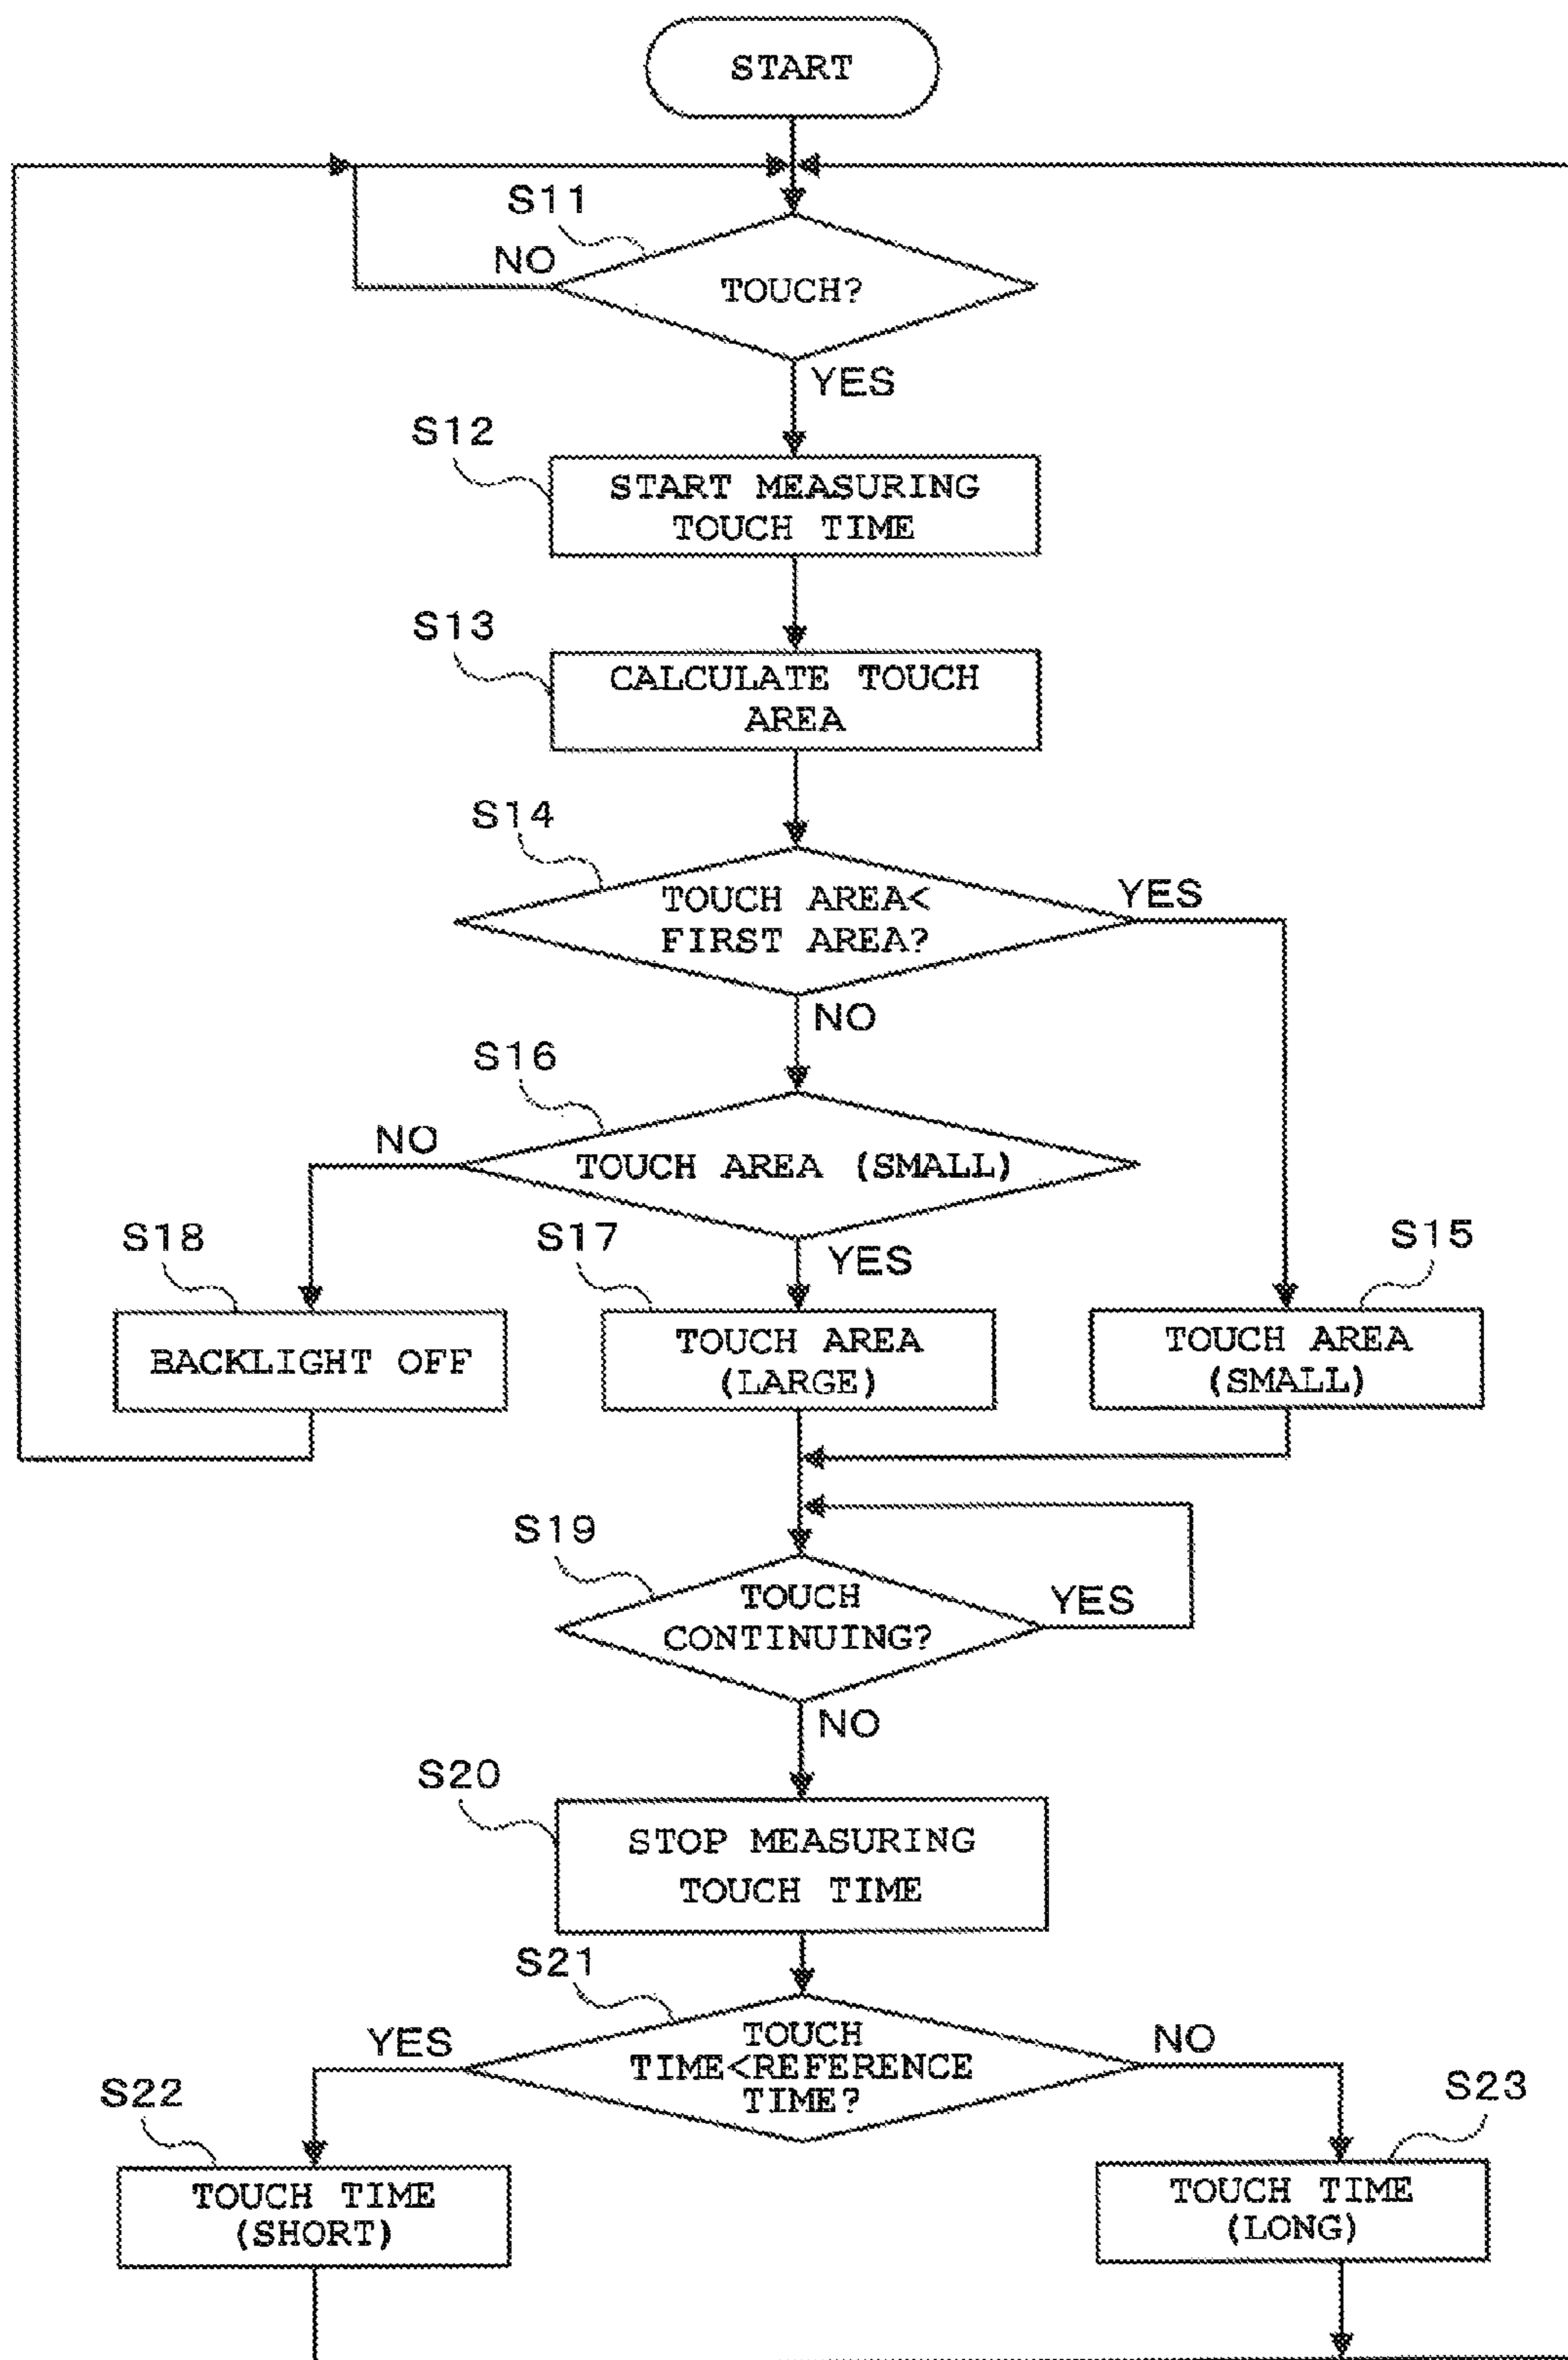 START
S11
NO
TOUCH?
YES
S12
START MEASURING
TOUCH TIME
S13
CALCULATE TOUCH
AREA
S14
TOUCH AREA<
FIRST AREA?
YES
NO
S16
NO
TOUCH AREA (SMALL)
YES
S18
BACKLIGHT OFF
S17
TOUCH AREA
(LARGE)
S15
TOUCH AREA
(SMALL)
S19
TOUCH
CONTINUING?
YES
NO
S20
STOP MEASURING
TOUCH TIME
S21
TOUCH
TIME<REFERENCE
TIME?
YES
NO
S22
TOUCH TIME
(SHORT)
S23
TOUCH TIME
(LONG)